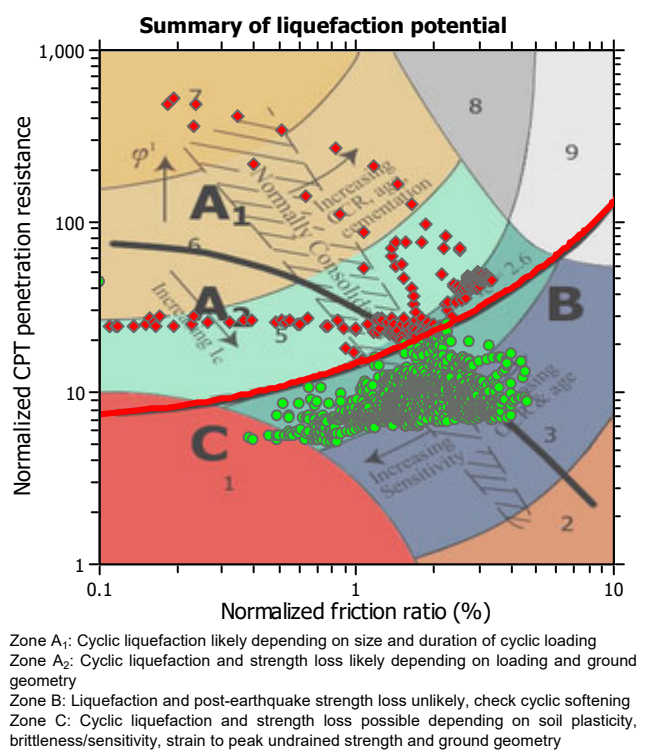 Summary of liquefaction potential
1,000
100
10
1
Normalized CPT penetration resistance
7
8
9
φ'
A1
Increasing
OCR, age,
cementation
Normally Consolidated
6
A2
Increasing Ic
5
= 2.6
B
C
1
Increasing
Sensitivity
OCR & age
3
2
0.1
1
10
Normalized friction ratio (%)
Zone A1: Cyclic liquefaction likely depending on size and duration of cyclic loading
Zone A2: Cyclic liquefaction and strength loss likely depending on loading and ground
geometry
Zone B: Liquefaction and post-earthquake strength loss unlikely, check cyclic softening
Zone C: Cyclic liquefaction and strength loss possible depending on soil plasticity,
brittleness/sensitivity, strain to peak undrained strength and ground geometry